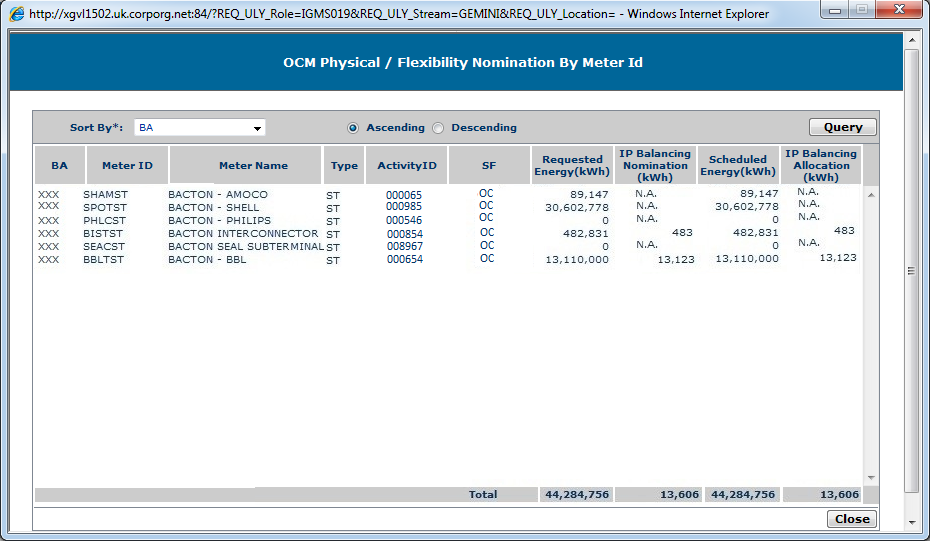 http://xgvl1502.uk.corporg.net:84/?REQ_ULY_Role=IGMS019&REQ_ULY_Stream=GEMINI&REQ_ULY_Location= - Windows Internet Explorer
OCM Physical / Flexibility Nomination By Meter Id
Sort By*: BA Ascending Descending Query
BA Meter ID Meter Name Type ActivityID SF Requested Energy(kWh) IP Balancing Nomination (kWh) Scheduled Energy(kWh) IP Balancing Allocation (kWh)
XXX SHAMST BACTON - AMOCO ST 000065 OC 89,147 N.A. 89,147 N.A.
XXX SPOTST BACTON - SHELL ST 000985 OC 30,602,778 N.A. 30,602,778 N.A.
XXX PHLCST BACTON - PHILIPS ST 000546 OC 0 N.A. 0 N.A.
XXX BISTST BACTON INTERCONNECTOR ST 000854 OC 482,831 483 482,831 483
XXX SEACST BACTON SEAL SUBTERMINAL ST 008967 OC 0 N.A. 0 N.A.
XXX BBLTST BACTON - BBL ST 000654 OC 13,110,000 13,123 13,110,000 13,123
Total 44,284,756 13,606 44,284,756 13,606
Close